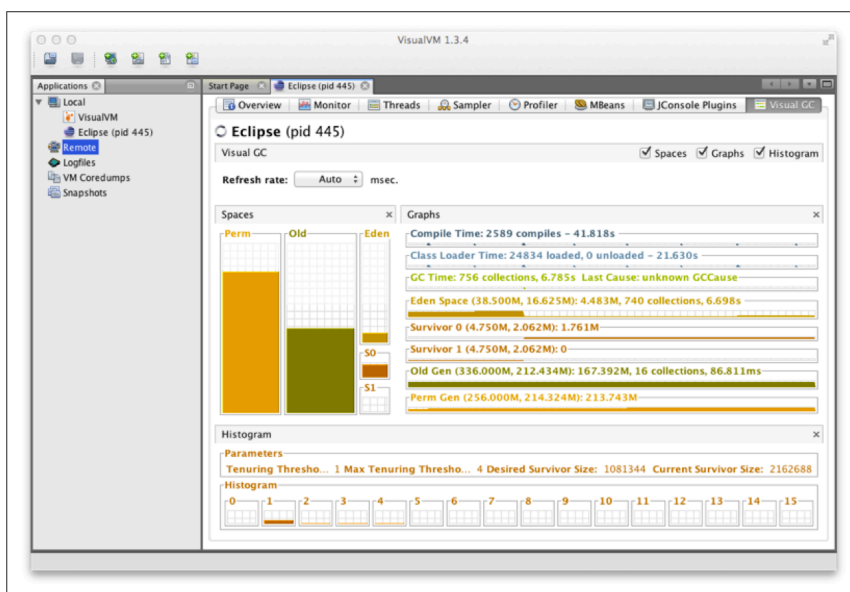 VisualVM 1.3.4
Applications
Start Page
Eclipse (pid 445)
Local
VisualVM
Eclipse (pid 445)
Remote
Logfiles
VM Coredumps
Snapshots
Overview Monitor Threads Sampler Profiler MBeans JConsole Plugins Visual GC
Eclipse (pid 445)
Visual GC Spaces Graphs Histogram
Refresh rate: Auto msec.
Spaces
Perm Old Eden
S0
S1
Graphs
Compile Time: 2589 compiles - 41.818s
Class Loader Time: 24834 loaded, 0 unloaded - 21.630s
GC Time: 756 collections, 6.785s Last Cause: unknown GCCause
Eden Space (38.500M, 16.625M): 4.483M, 740 collections, 6.698s
Survivor 0 (4.750M, 2.062M): 1.761M
Survivor 1 (4.750M, 2.062M): 0
Old Gen (336.000M, 212.434M): 167.392M, 16 collections, 86.811ms
Perm Gen (256.000M, 214.324M): 213.743M
Histogram
Parameters
Tenuring Thresho... 1 Max Tenuring Thresho... 4 Desired Survivor Size: 1081344 Current Survivor Size: 2162688
Histogram
0 1 2 3 4 5 6 7 8 9 10 11 12 13 14 15